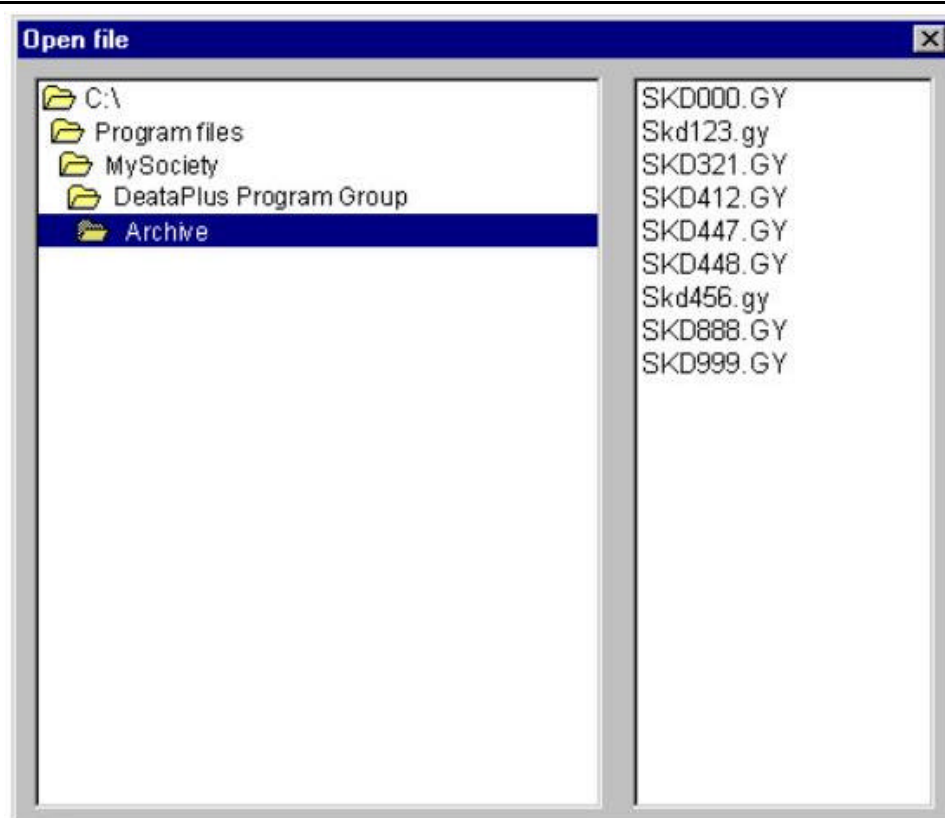 Open file
C:\
Program files
MySociety
DeataPlus Program Group
Archive
SKD000.GY
Skd123.gy
SKD321.GY
SKD412.GY
SKD447.GY
SKD448.GY
Skd456.gy
SKD888.GY
SKD999.GY